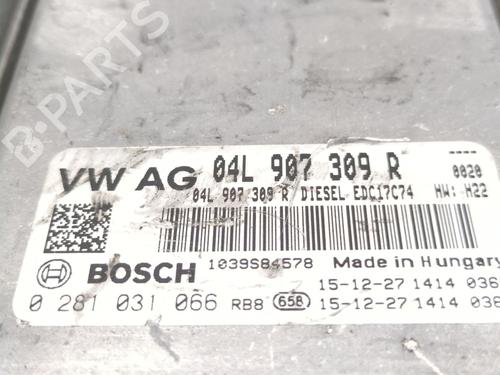 B-Parts
VW AG 04L 907 309 R
04L 907 309 R DIESEL EDC17C74
0020
HW: H22
BOSCH 1039S84578 Made in Hungary
15-12-27 1414 036
0 281 031 066 RB8 658 15-12-27 1414 036